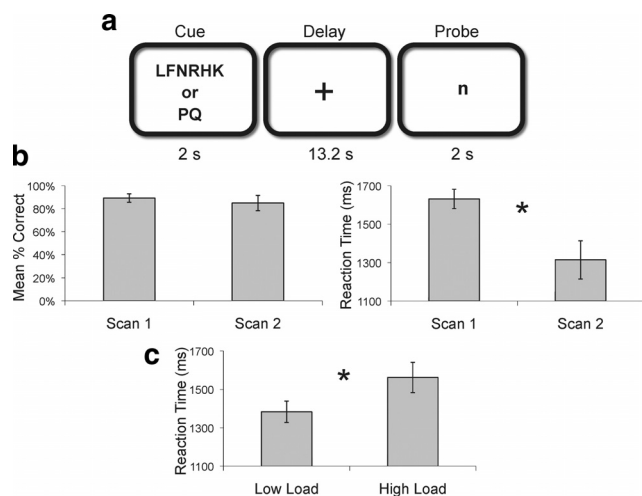 a
Cue Delay Probe
LFNRHK
or
PQ
+
n
2 s 13.2 s 2 s
b
Mean % Correct
100%
80%
60%
40%
20%
0%
Scan 1 Scan 2
Reaction Time (ms)
1700
1500
1300
1100
*
Scan 1 Scan 2
c
Reaction Time (ms)
1700
1500
1300
1100
*
Low Load High Load